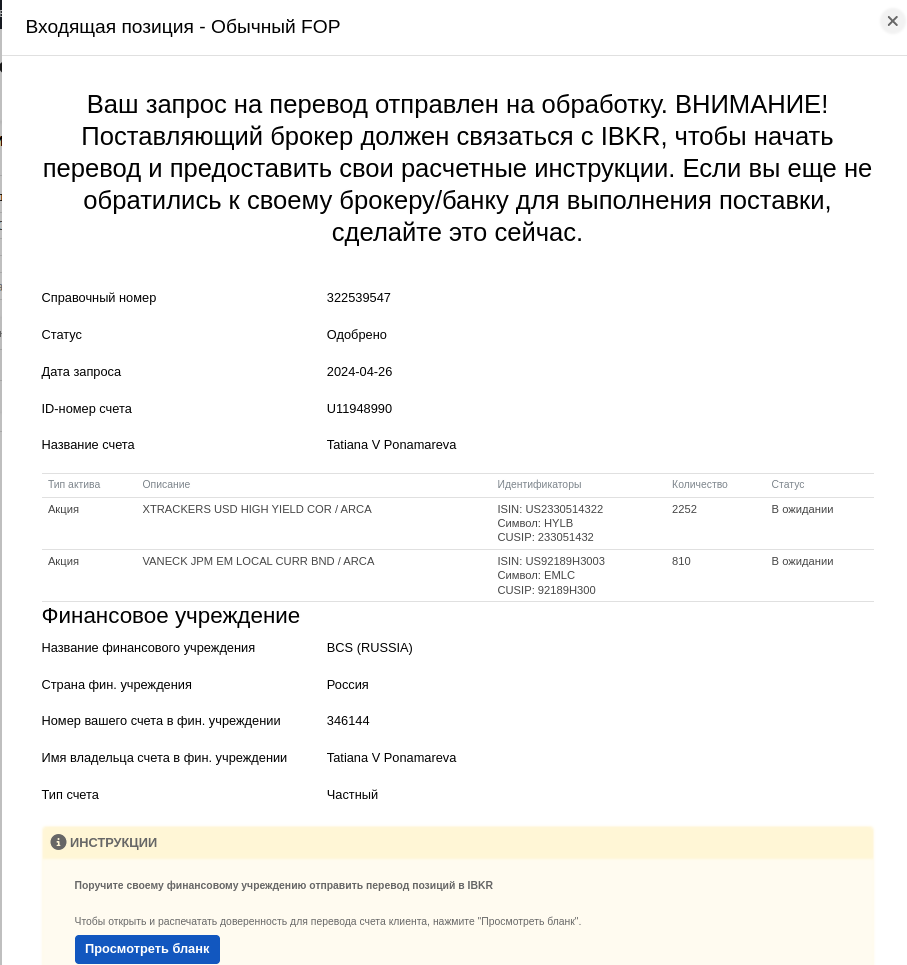 Входящая позиция - Обычный FOP
Ваш запрос на перевод отправлен на обработку. ВНИМАНИЕ!
Поставляющий брокер должен связаться с IBKR, чтобы начать
перевод и предоставить свои расчетные инструкции. Если вы еще не
обратились к своему брокеру/банку для выполнения поставки,
сделайте это сейчас.
Справочный номер 322539547
Статус Одобрено
Дата запроса 2024-04-26
ID-номер счета U11948990
Название счета Tatiana V Ponamareva
Тип актива Описание Идентификаторы Количество Статус
Акция XTRACKERS USD HIGH YIELD COR / ARCA ISIN: US2330514322 2252 В ожидании
Символ: HYLB
CUSIP: 233051432
Акция VANECK JPM EM LOCAL CURR BND / ARCA ISIN: US92189H3003 810 В ожидании
Символ: EMLC
CUSIP: 92189H300
Финансовое учреждение
Название финансового учреждения BCS (RUSSIA)
Страна фин. учреждения Россия
Номер вашего счета в фин. учреждении 346144
Имя владельца счета в фин. учреждении Tatiana V Ponamareva
Тип счета Частный
ИНСТРУКЦИИ
Поручите своему финансовому учреждению отправить перевод позиций в IBKR
Чтобы открыть и распечатать доверенность для перевода счета клиента, нажмите "Просмотреть бланк".
Просмотреть бланк